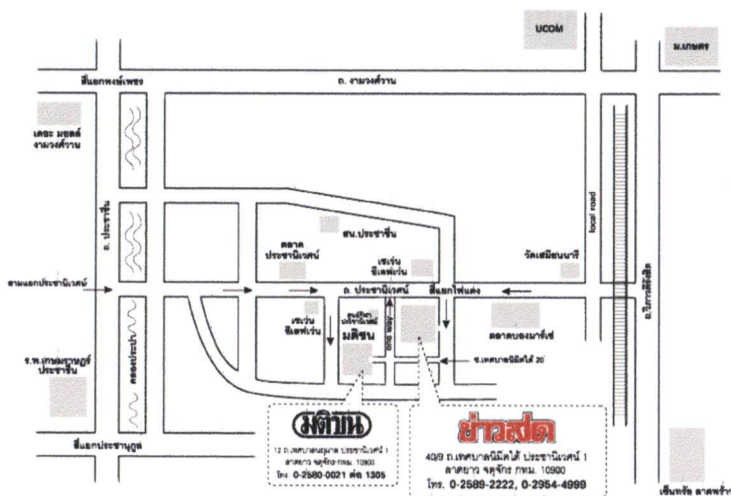 UCOM
ม.เกษตร
สี่แยกพงษ์เพชร
ถ. งามวงศ์วาน
เดอะ มอลล์
งามวงศ์วาน
ถ. ประชาชื่น
local road
ถ.วิภาวดีรังสิต
สน.ประชาชื่น
ตลาด
ประชานิเวศน์
เซเว่น
อีเลฟเว่น
วัดเสมียนนารี
สามแยกประชานิเวศน์
ถ. ประชานิเวศน์
สี่แยกไฟแดง
เซเว่น
อีเลฟเว่น
มติชน
one way
ตลาดบองมาร์เช่
ร.พ.เกษมราษฎร์
ประชาชื่น
คลองประปา
ซ.เทศบาลนิมิตใต้ 20
สี่แยกประชานุกูล
มติชน
12 ถ.เทศบาลนฤมาล ประชานิเวศน์ 1
ลาดยาว จตุจักร กทม. 10900
โทร. 0-2580-0021 ต่อ 1305
ข่าวสด
40/9 ถ.เทศบาลนิมิตใต้ ประชานิเวศน์ 1
ลาดยาว จตุจักร กทม. 10900
โทร. 0-2589-2222, 0-2954-4999
เซ็นทรัล ลาดพร้าว